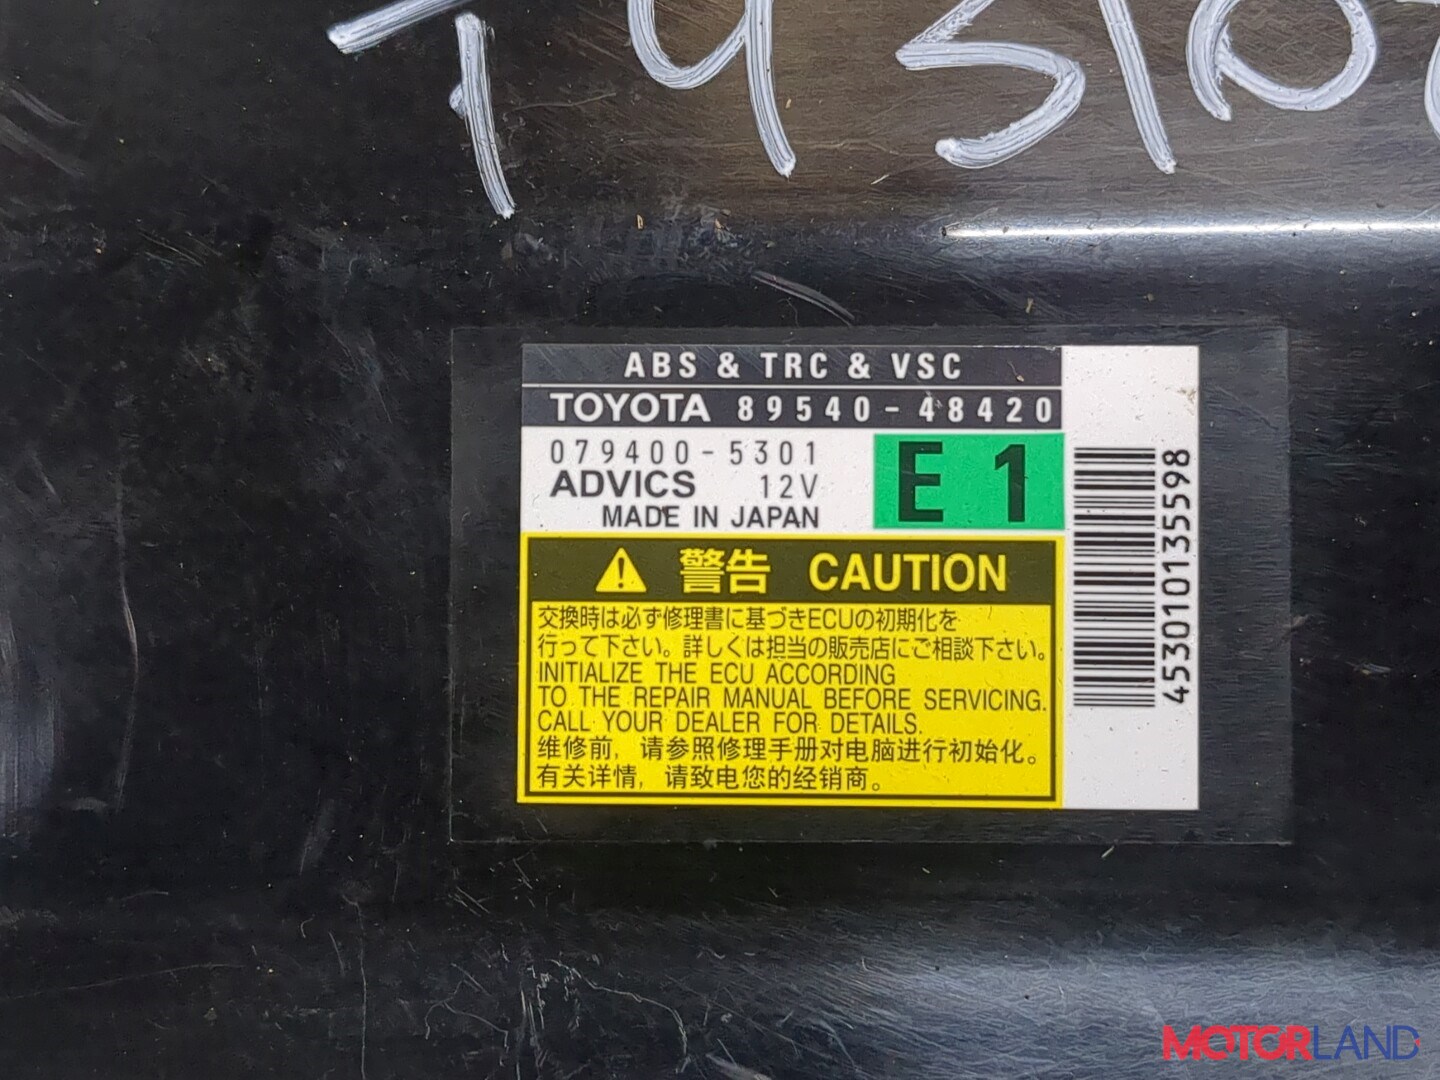 ABS & TRC & VSC
TOYOTA 89540-48420
079400-5301
ADVICS 12V
MADE IN JAPAN
E1
警告 CAUTION
交換時は必ず修理書に基づきECUの初期化を
行って下さい。詳しくは担当の販売店にご相談下さい。
INITIALIZE THE ECU ACCORDING
TO THE REPAIR MANUAL BEFORE SERVICING.
CALL YOUR DEALER FOR DETAILS.
维修前，请参照修理手册对电脑进行初始化。
有关详情，请致电您的经销商。
453010135598
MOTORLAND